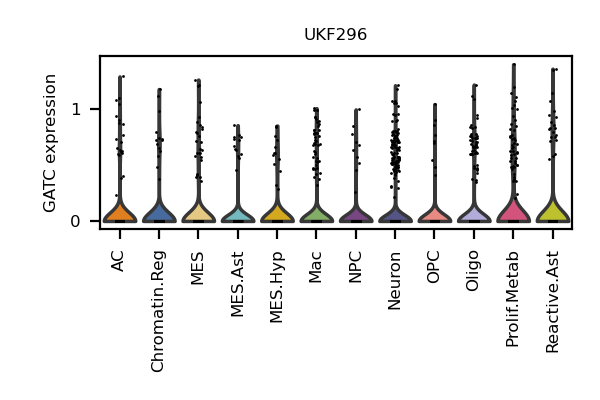 UKF296
GATC expression
1
0
AC
Chromatin.Reg
MES
MES.Ast
MES.Hyp
Mac
NPC
Neuron
OPC
Oligo
Prolif.Metab
Reactive.Ast